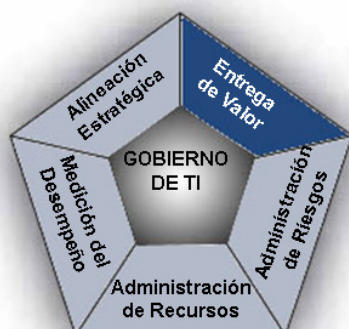 Alineación
Estratégica
Entrega
de Valor
GOBIERNO
DE TI
Medición del
Desempeño
Administración
de Riesgos
Administración
de Recursos